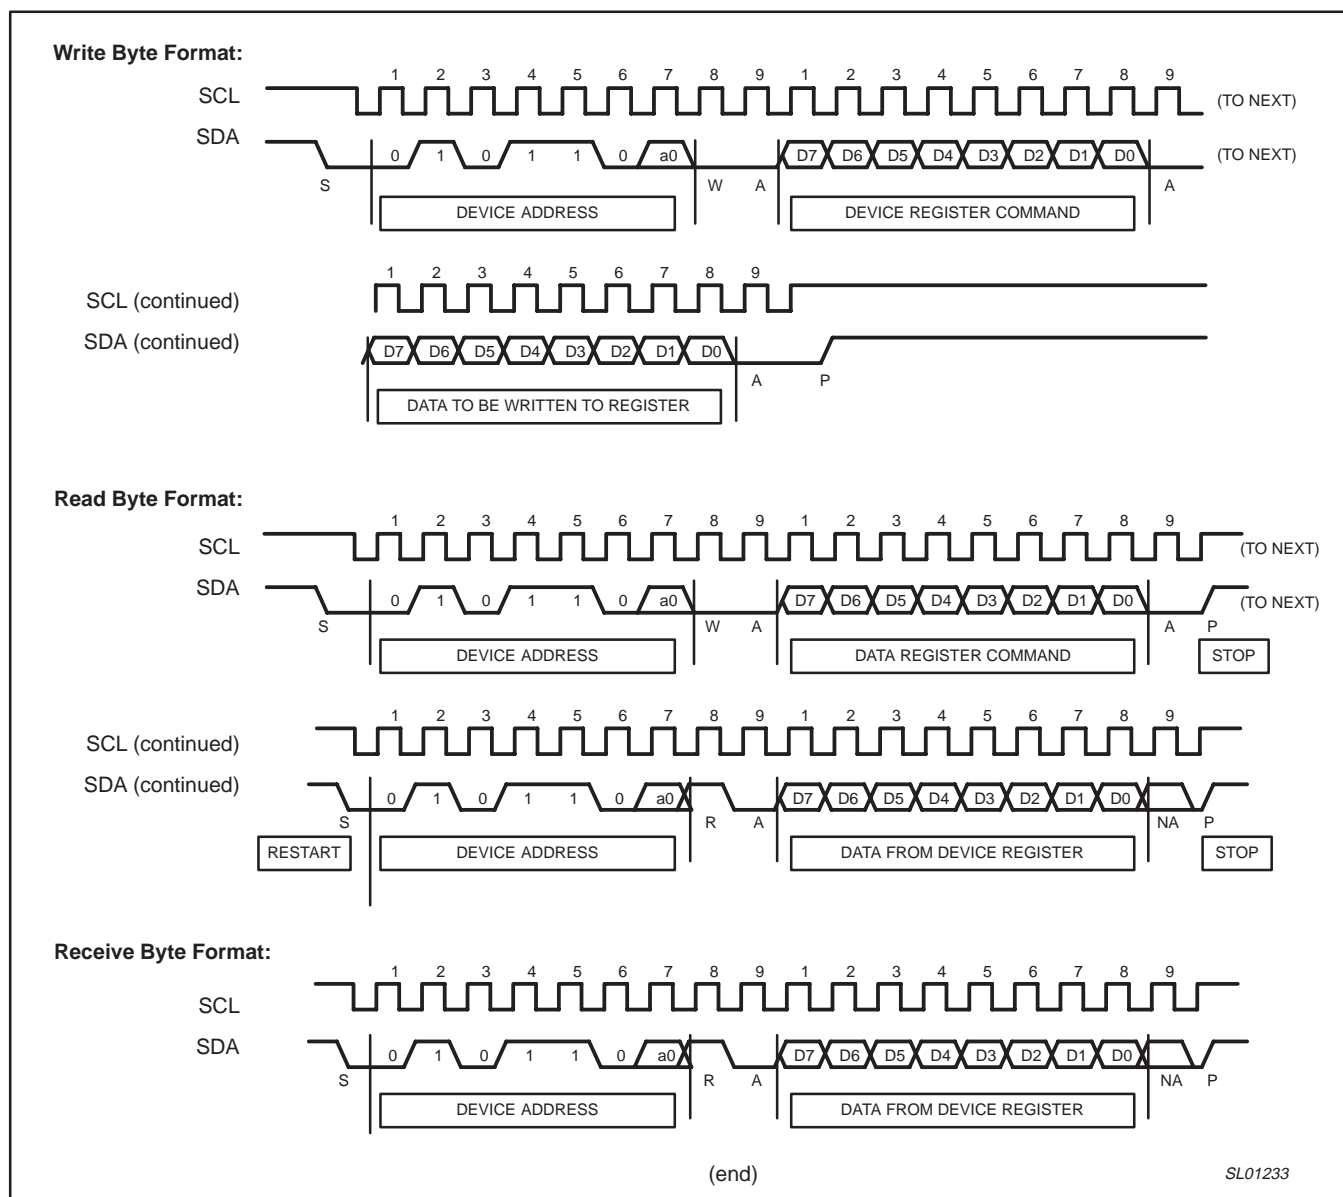 Write Byte Format:
1 2 3 4 5 6 7 8 9 1 2 3 4 5 6 7 8 9
SCL (TO NEXT)
SDA 0 1 0 1 1 0 a0 D7 D6 D5 D4 D3 D2 D1 D0 (TO NEXT)
S W A A
DEVICE ADDRESS DEVICE REGISTER COMMAND
1 2 3 4 5 6 7 8 9
SCL (continued)
SDA (continued) D7 D6 D5 D4 D3 D2 D1 D0
A P
DATA TO BE WRITTEN TO REGISTER
Read Byte Format:
1 2 3 4 5 6 7 8 9 1 2 3 4 5 6 7 8 9
SCL (TO NEXT)
SDA 0 1 0 1 1 0 a0 D7 D6 D5 D4 D3 D2 D1 D0 (TO NEXT)
S W A A P
DEVICE ADDRESS DATA REGISTER COMMAND STOP
1 2 3 4 5 6 7 8 9 1 2 3 4 5 6 7 8 9
SCL (continued)
SDA (continued) 0 1 0 1 1 0 a0 D7 D6 D5 D4 D3 D2 D1 D0
S R A NA P
RESTART DEVICE ADDRESS DATA FROM DEVICE REGISTER STOP
Receive Byte Format:
1 2 3 4 5 6 7 8 9 1 2 3 4 5 6 7 8 9
SCL
SDA 0 1 0 1 1 0 a0 D7 D6 D5 D4 D3 D2 D1 D0
S R A NA P
DEVICE ADDRESS DATA FROM DEVICE REGISTER
(end) SL01233